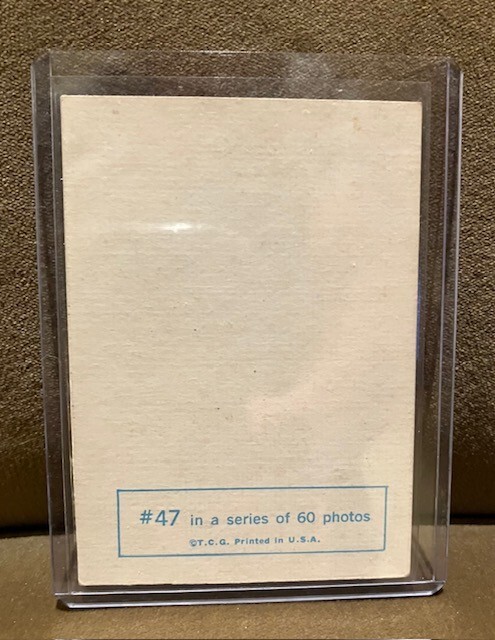 #47 in a series of 60 photos
©T.C.G. Printed in U.S.A.